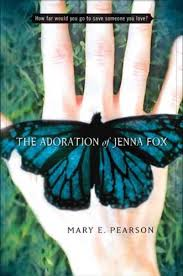 How far would you go to save someone you love?
THE ADORATION of JENNA FOX
MARY E. PEARSON